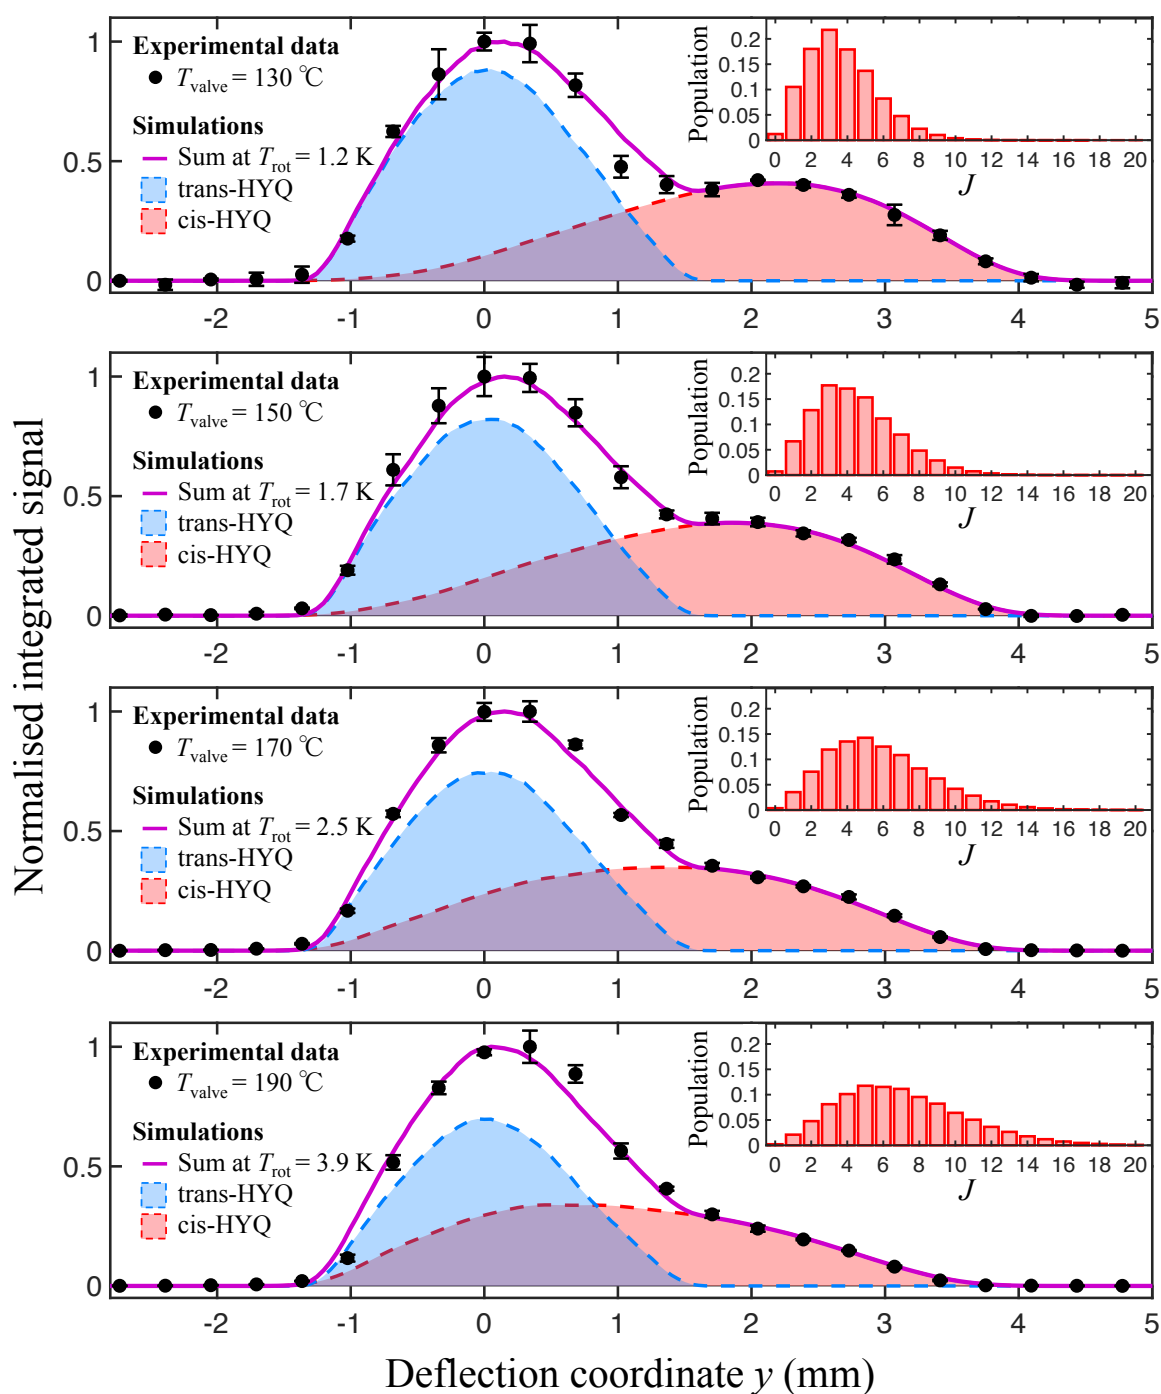 Normalised integrated signal
Experimental data
T_valve = 130 °C
Simulations
Sum at T_rot = 1.2 K
trans-HYQ
cis-HYQ
1
0.5
0
-2 -1 0 1 2 3 4 5
Population
0.2
0.1
0.05
0
0 2 4 6 8 10 12 14 16 18 20
J
Experimental data
T_valve = 150 °C
Simulations
Sum at T_rot = 1.7 K
trans-HYQ
cis-HYQ
1
0.5
0
-2 -1 0 1 2 3 4 5
Population
0.2
0.1
0.05
0
0 2 4 6 8 10 12 14 16 18 20
J
Experimental data
T_valve = 170 °C
Simulations
Sum at T_rot = 2.5 K
trans-HYQ
cis-HYQ
1
0.5
0
-2 -1 0 1 2 3 4 5
Population
0.2
0.1
0.05
0
0 2 4 6 8 10 12 14 16 18 20
J
Experimental data
T_valve = 190 °C
Simulations
Sum at T_rot = 3.9 K
trans-HYQ
cis-HYQ
1
0.5
0
-2 -1 0 1 2 3 4 5
Population
0.2
0.1
0.05
0
0 2 4 6 8 10 12 14 16 18 20
J
Deflection coordinate y (mm)